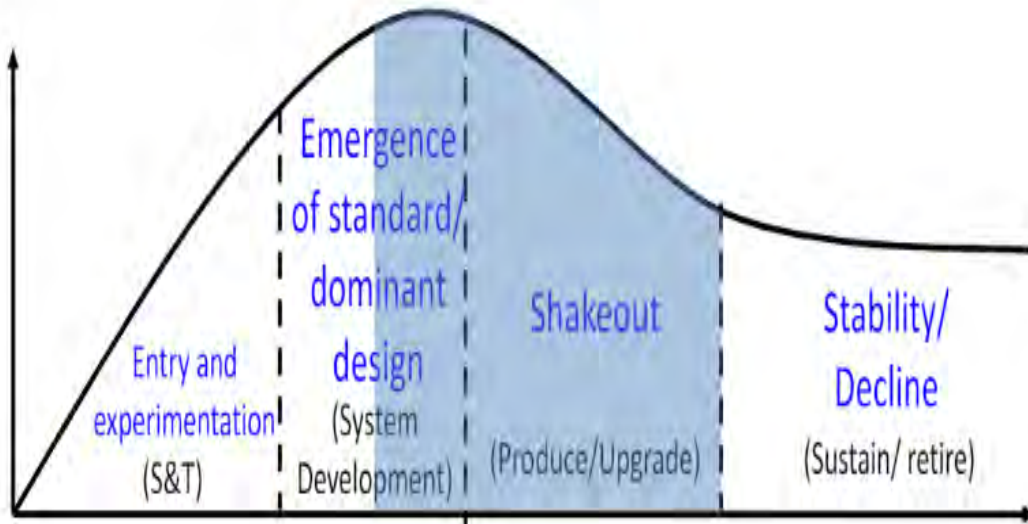 Entry and
experimentation
(S&T)
Emergence
of standard/
dominant
design
(System
Development)
Shakeout
(Produce/Upgrade)
Stability/
Decline
(Sustain/ retire)